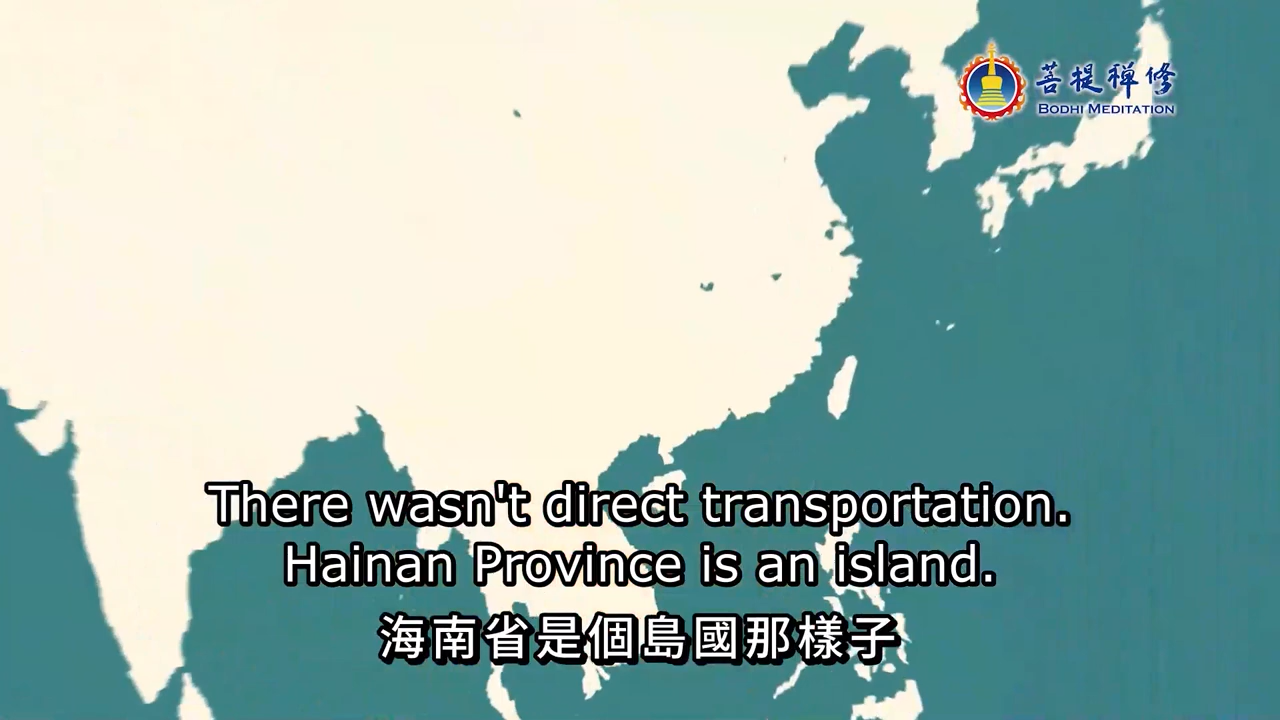 菩提禪修
BODHI MEDITATION
There wasn't direct transportation.
Hainan Province is an island.
海南省是個島國那樣子